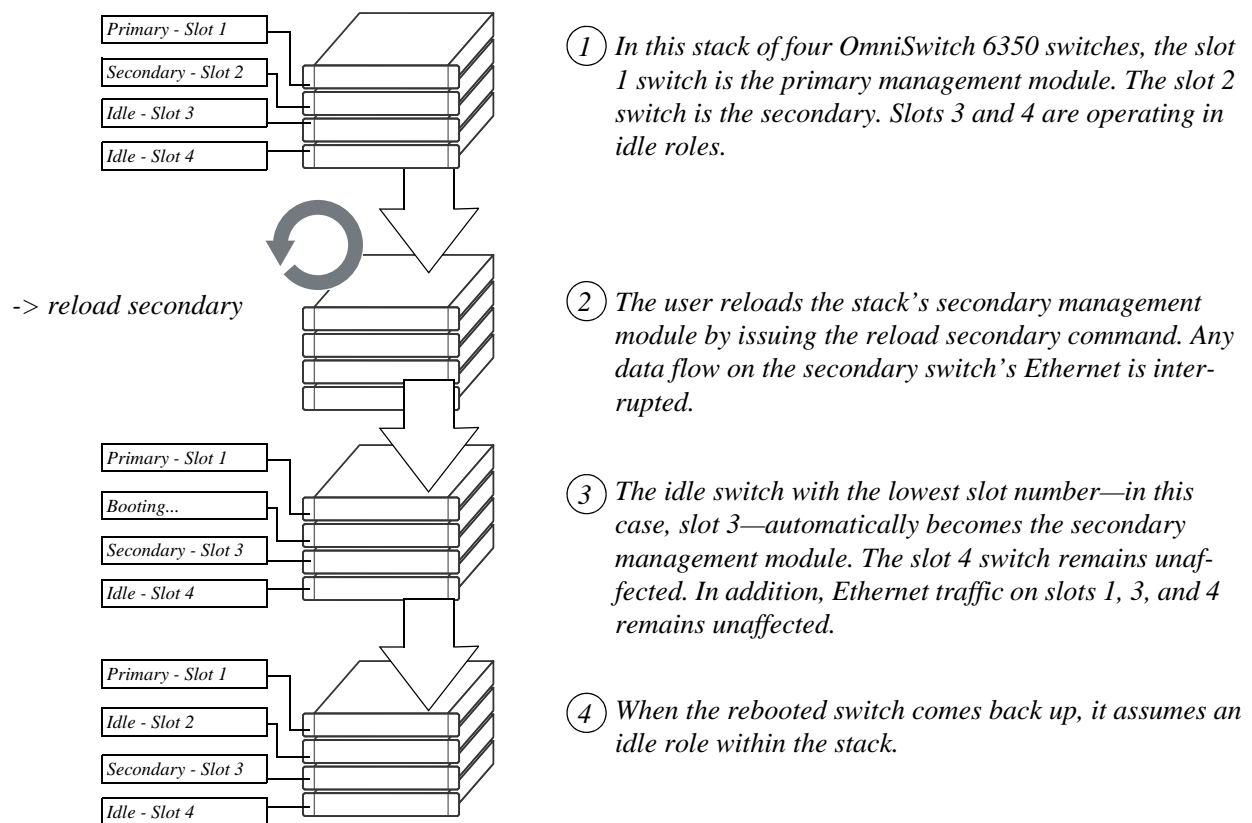 Primary - Slot 1
Secondary - Slot 2
Idle - Slot 3
Idle - Slot 4
1 In this stack of four OmniSwitch 6350 switches, the slot
1 switch is the primary management module. The slot 2
switch is the secondary. Slots 3 and 4 are operating in
idle roles.
-> reload secondary
2 The user reloads the stack’s secondary management
module by issuing the reload secondary command. Any
data flow on the secondary switch’s Ethernet is inter-
rupted.
Primary - Slot 1
Booting...
Secondary - Slot 3
Idle - Slot 4
3 The idle switch with the lowest slot number—in this
case, slot 3—automatically becomes the secondary
management module. The slot 4 switch remains unaf-
fected. In addition, Ethernet traffic on slots 1, 3, and 4
remains unaffected.
Primary - Slot 1
Idle - Slot 2
Secondary - Slot 3
Idle - Slot 4
4 When the rebooted switch comes back up, it assumes an
idle role within the stack.